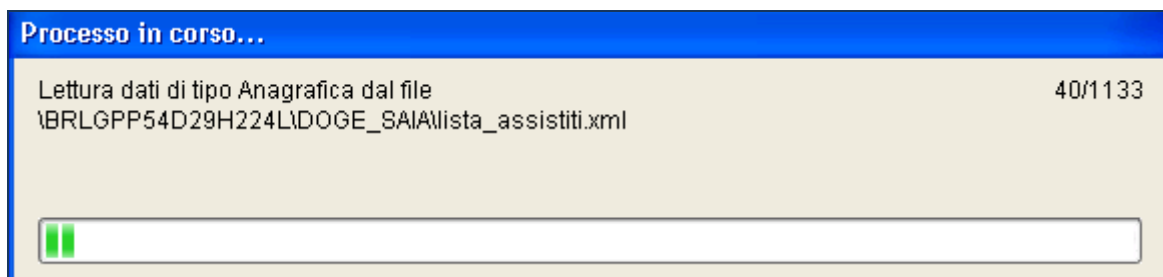 Processo in corso...
Lettura dati di tipo Anagrafica dal file 40/1133
\BRLGPP54D29H224L\DOGE_SAIA\lista_assistiti.xml